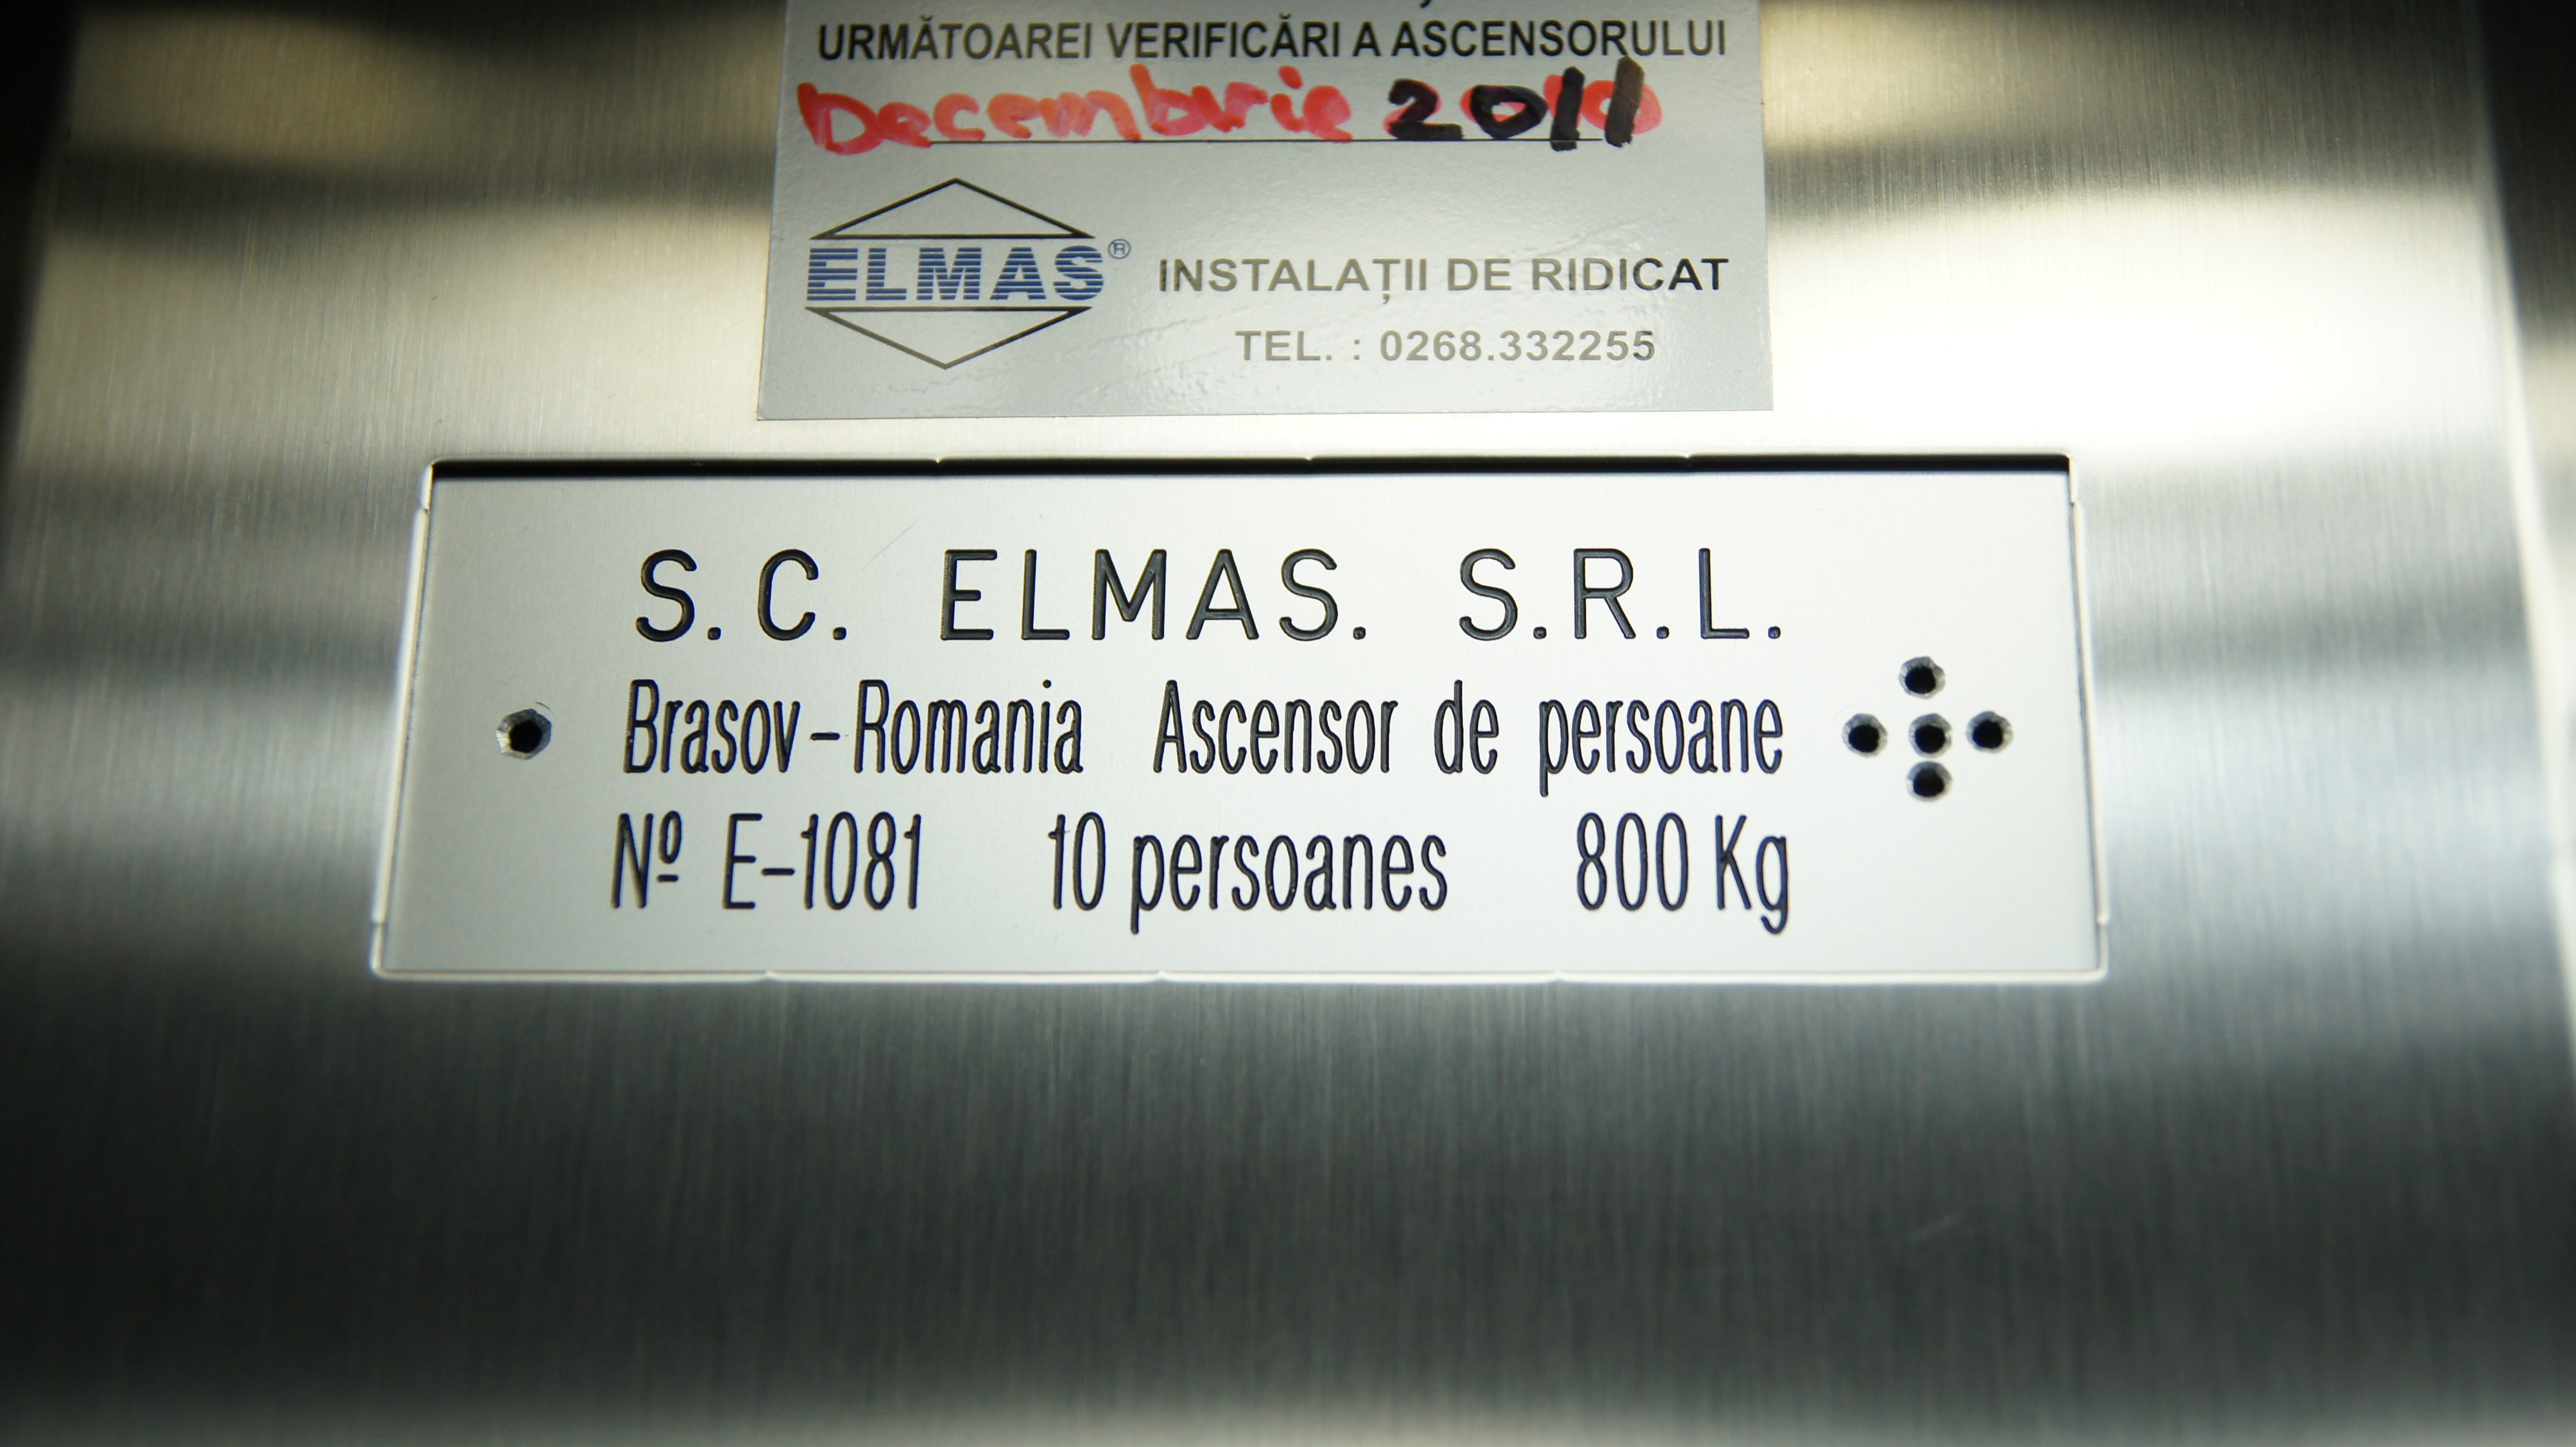 URMĂTOAREI VERIFICĂRI A ASCENSORULUI
Decembrie 2011
ELMAS® INSTALAȚII DE RIDICAT
TEL. : 0268.332255
S.C. ELMAS. S.R.L.
Brasov-Romania Ascensor de persoane
Nº E-1081 10 persoanes 800 Kg